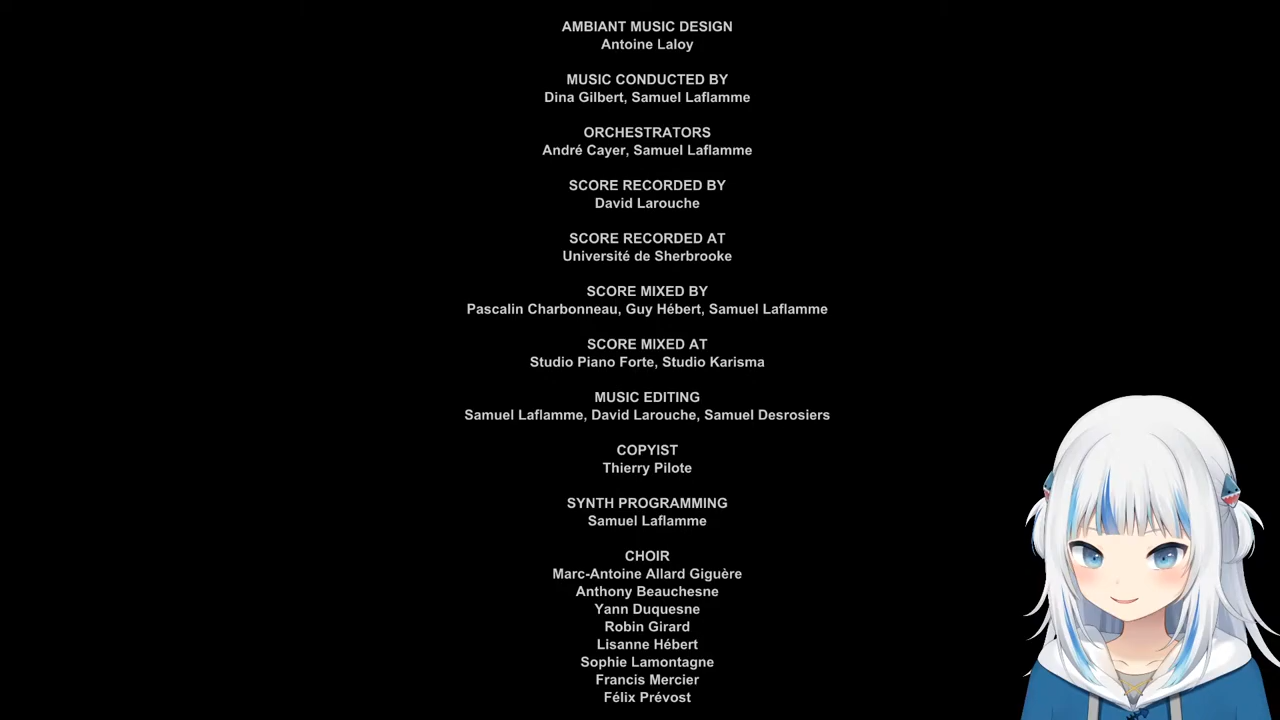 AMBIANT MUSIC DESIGN
Antoine Laloy
MUSIC CONDUCTED BY
Dina Gilbert, Samuel Laflamme
ORCHESTRATORS
André Cayer, Samuel Laflamme
SCORE RECORDED BY
David Larouche
SCORE RECORDED AT
Université de Sherbrooke
SCORE MIXED BY
Pascalin Charbonneau, Guy Hébert, Samuel Laflamme
SCORE MIXED AT
Studio Piano Forte, Studio Karisma
MUSIC EDITING
Samuel Laflamme, David Larouche, Samuel Desrosiers
COPYIST
Thierry Pilote
SYNTH PROGRAMMING
Samuel Laflamme
CHOIR
Marc-Antoine Allard Giguère
Anthony Beauchesne
Yann Duquesne
Robin Girard
Lisanne Hébert
Sophie Lamontagne
Francis Mercier
Félix Prévost